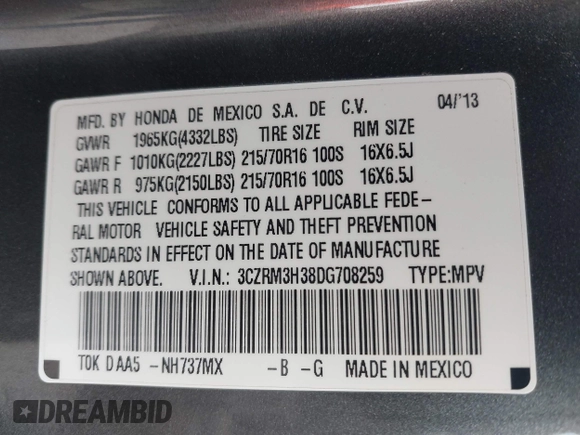 MFD. BY HONDA DE MEXICO S.A. DE C.V. 04/'13
GVWR 1965KG(4332LBS) TIRE SIZE RIM SIZE
GAWR F 1010KG(2227LBS) 215/70R16 100S 16X6.5J
GAWR R 975KG(2150LBS) 215/70R16 100S 16X6.5J
THIS VEHICLE CONFORMS TO ALL APPLICABLE FEDE-
RAL MOTOR VEHICLE SAFETY AND THEFT PREVENTION
STANDARDS IN EFFECT ON THE DATE OF MANUFACTURE
SHOWN ABOVE. V.I.N.: 3CZRM3H38DG708259 TYPE:MPV
T0K DAA5 -NH737MX -B -G MADE IN MEXICO
DREAMBID